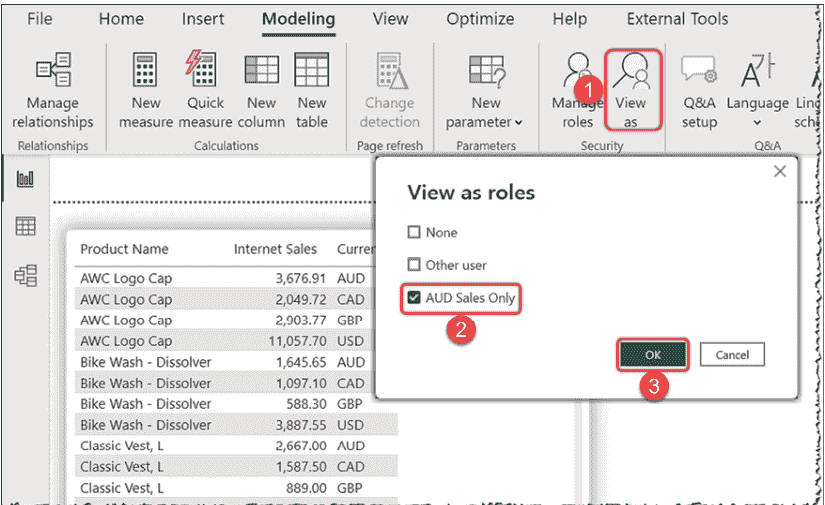 File Home Insert Modeling View Optimize Help External Tools
Manage relationships
New measure
Quick measure
New column
New table
Change detection
New parameter
Manage roles
1
View as
Q&A setup
Language
Relationships Calculations Page refresh Parameters Security Q&A
View as roles
None
Other user
AUD Sales Only
2
OK Cancel
3
Product Name Internet Sales
AWC Logo Cap 3,676.91 AUD
AWC Logo Cap 2,049.72 CAD
AWC Logo Cap 2,903.77 GBP
AWC Logo Cap 11,057.70 USD
Bike Wash - Dissolver 1,645.65 AUD
Bike Wash - Dissolver 1,097.10 CAD
Bike Wash - Dissolver 588.30 GBP
Bike Wash - Dissolver 3,887.55 USD
Classic Vest, L 2,667.00 AUD
Classic Vest, L 1,587.50 CAD
Classic Vest, L 889.00 GBP